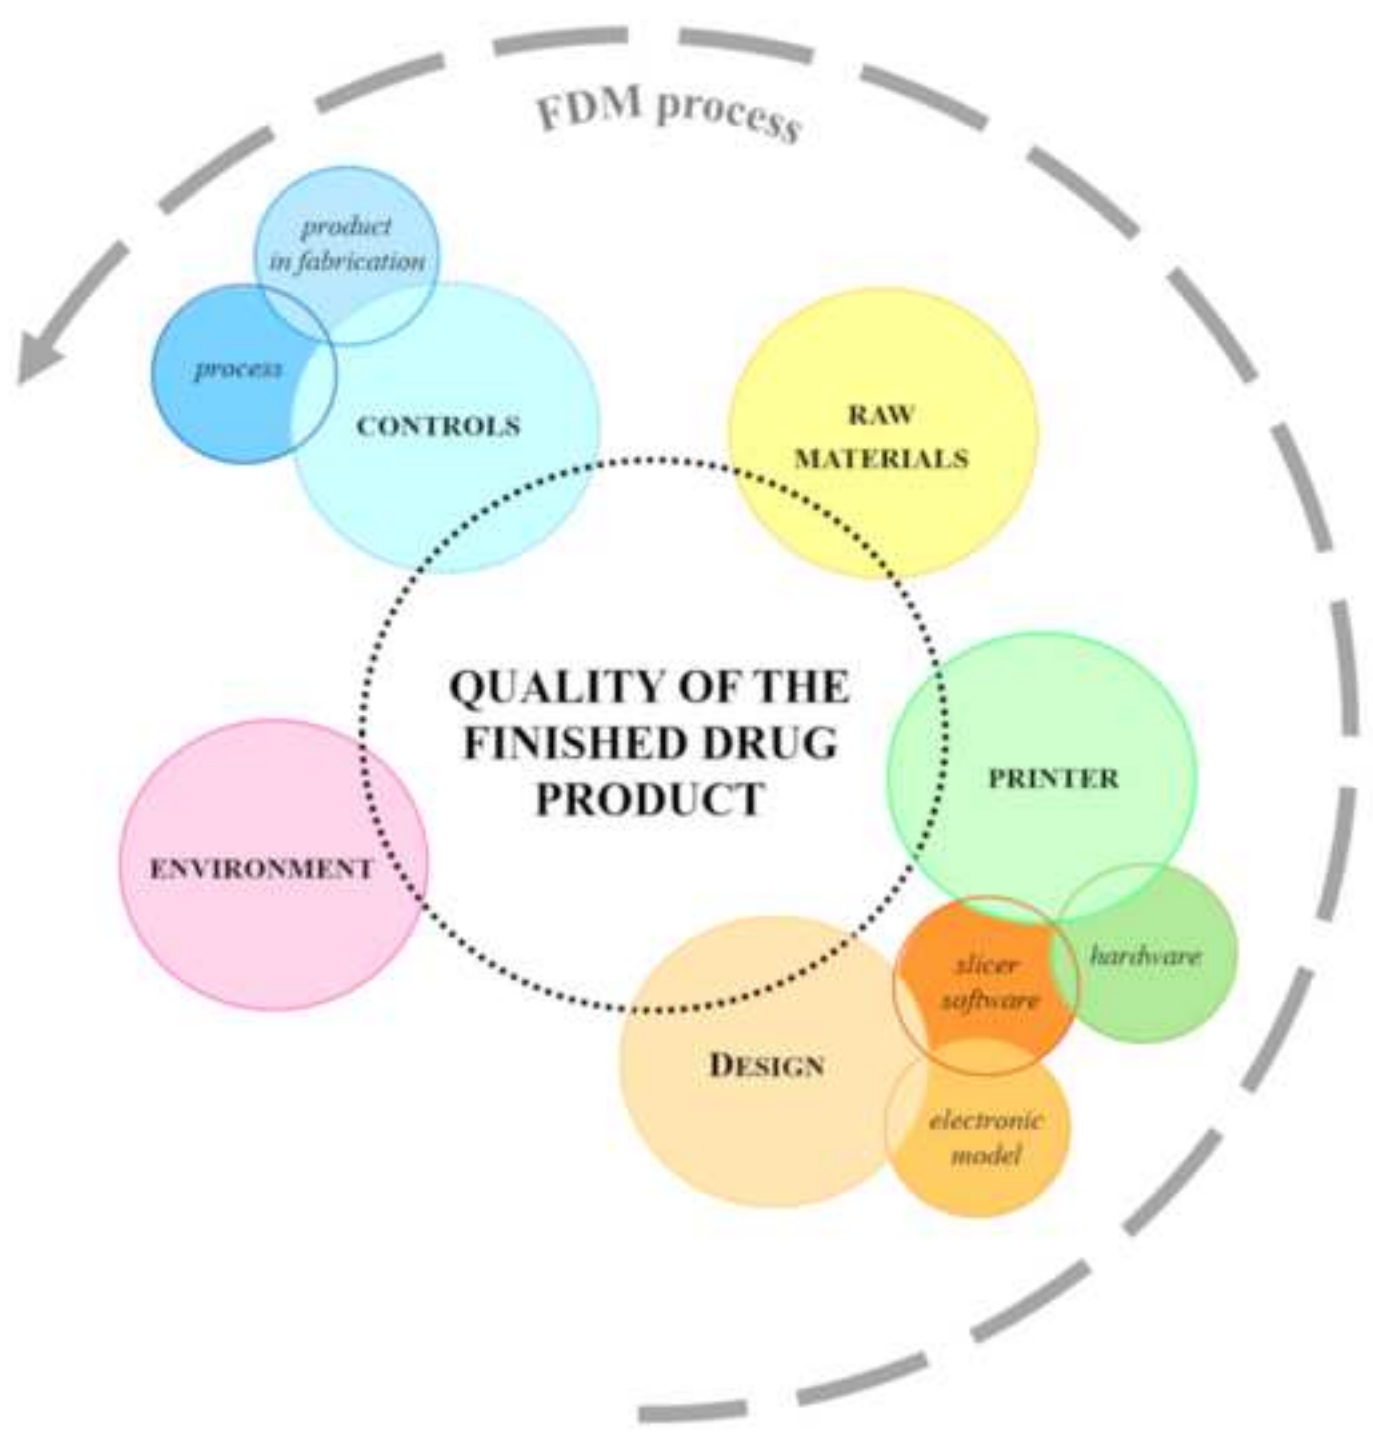 FDM process
product
in fabrication
process
CONTROLS
RAW
MATERIALS
QUALITY OF THE
FINISHED DRUG
PRODUCT
PRINTER
ENVIRONMENT
slicer
software
hardware
DESIGN
electronic
model